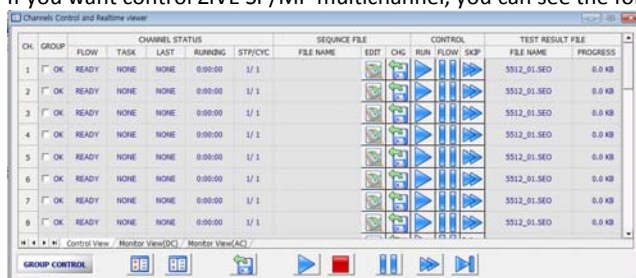 If you want control ZIVE SP/MP multichannel, you can see the fo
Channels Control and Realtime viewer
CH. GROUP CHANNEL STATUS SEQUNCE FILE CONTROL TEST RESULT FILE
FLOW TASK LAST RUNNING STP/CYC FILE NAME EDIT CHG RUN FLOW SKIP FILE NAME PROGRESS
1 OK READY NONE NONE 0:00:00 1/ 1 5512_01.SEO 0.0 KB
2 OK READY NONE NONE 0:00:00 1/ 1 5512_01.SEO 0.0 KB
3 OK READY NONE NONE 0:00:00 1/ 1 5512_01.SEO 0.0 KB
4 OK READY NONE NONE 0:00:00 1/ 1 5512_01.SEO 0.0 KB
5 OK READY NONE NONE 0:00:00 1/ 1 5512_01.SEO 0.0 KB
6 OK READY NONE NONE 0:00:00 1/ 1 5512_01.SEO 0.0 KB
7 OK READY NONE NONE 0:00:00 1/ 1 5512_01.SEO 0.0 KB
8 OK READY NONE NONE 0:00:00 1/ 1 5512_01.SEO 0.0 KB
Control View / Monitor View(DC) / Monitor View(AC) /
GROUP CONTROL